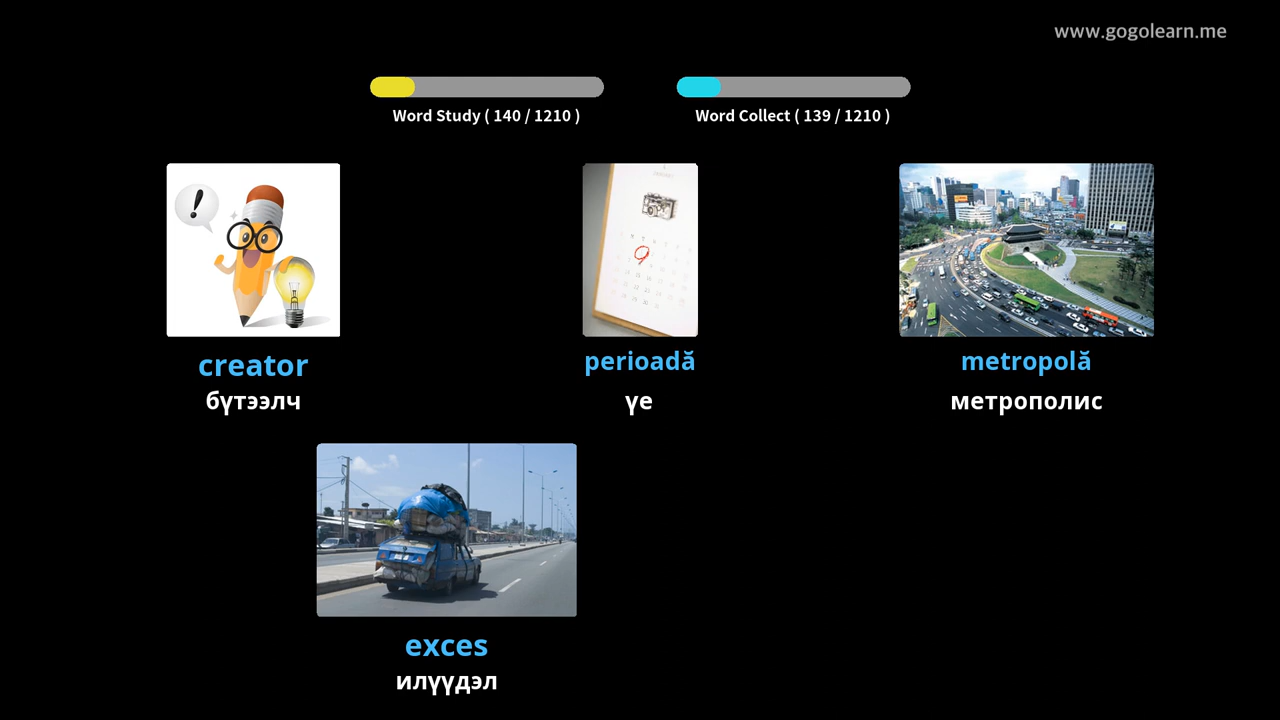 www.gogolearn.me
Word Study ( 140 / 1210 )
Word Collect ( 139 / 1210 )
creator
бүтээлч
perioadă
үе
metropolă
метрополис
exces
илүүдэл